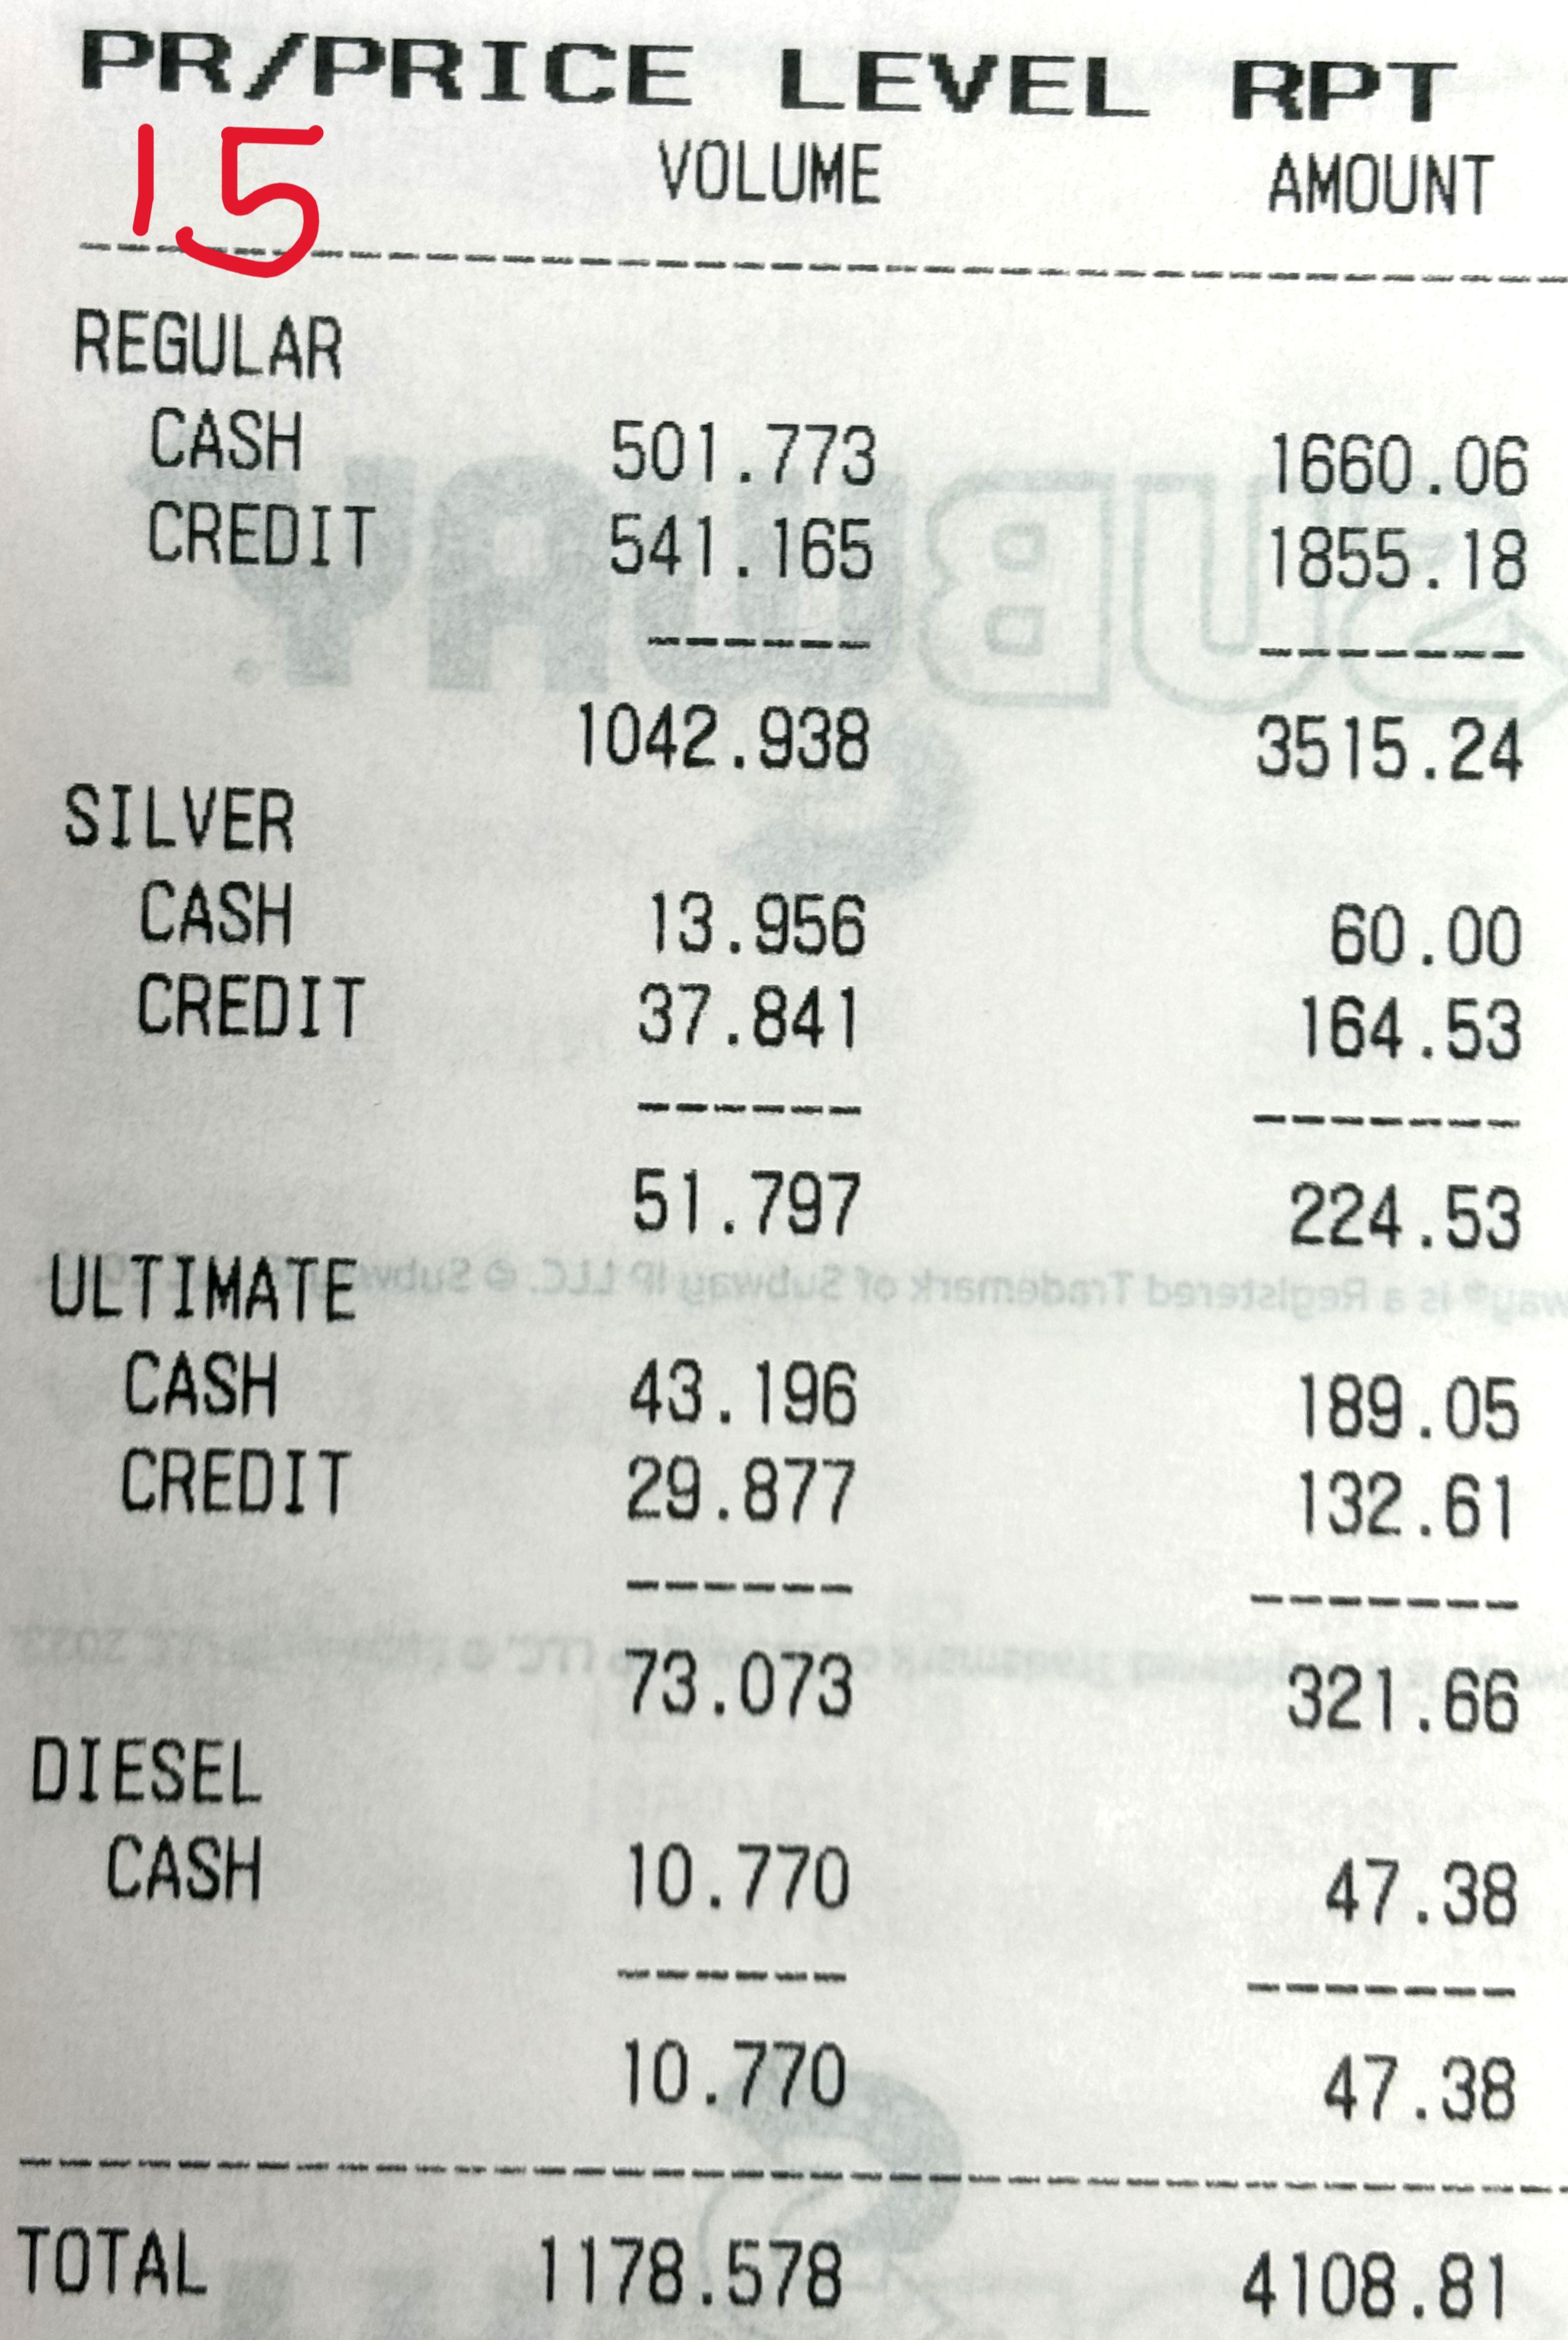 PR/PRICE LEVEL RPT
15 VOLUME AMOUNT
REGULAR
CASH 501.773 1660.06
CREDIT 541.165 1855.18
1042.938 3515.24
SILVER
CASH 13.956 60.00
CREDIT 37.841 164.53
51.797 224.53
ULTIMATE
way® is a Registered Trademark of Subway IP LLC. © Subway
CASH 43.196 189.05
CREDIT 29.877 132.61
73.073 321.66
DIESEL
CASH 10.770 47.38
10.770 47.38
TOTAL 1178.578 4108.81
SUBWAY